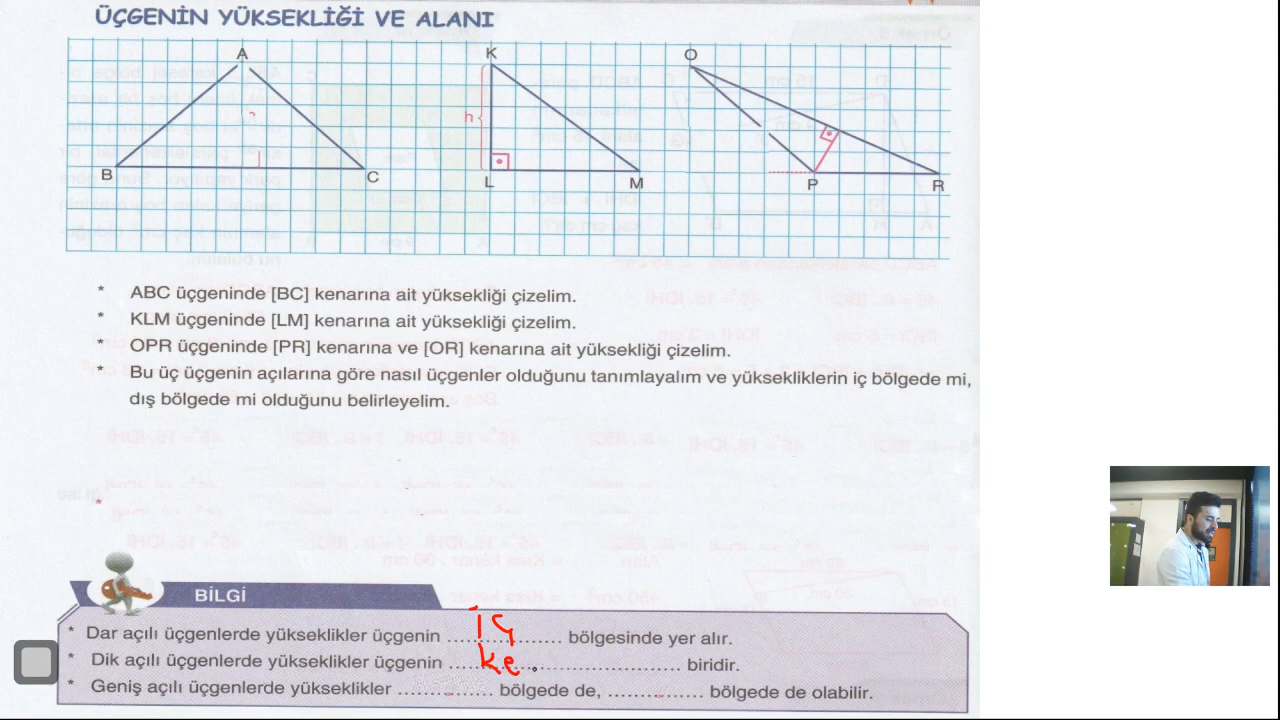 ÜÇGENİN YÜKSEKLİĞİ VE ALANI
A K O
h
B C L M P R
* ABC üçgeninde [BC] kenarına ait yüksekliği çizelim.
* KLM üçgeninde [LM] kenarına ait yüksekliği çizelim.
* OPR üçgeninde [PR] kenarına ve [OR] kenarına ait yüksekliği çizelim.
* Bu üç üçgenin açılarına göre nasıl üçgenler olduğunu tanımlayalım ve yüksekliklerin iç bölgede mi,
dış bölgede mi olduğunu belirleyelim.
*
BİLGİ
* Dar açılı üçgenlerde yükseklikler üçgenin ...iç... bölgesinde yer alır.
* Dik açılı üçgenlerde yükseklikler üçgenin ...ke... biridir.
* Geniş açılı üçgenlerde yükseklikler .............. bölgede de, .............. bölgede de olabilir.